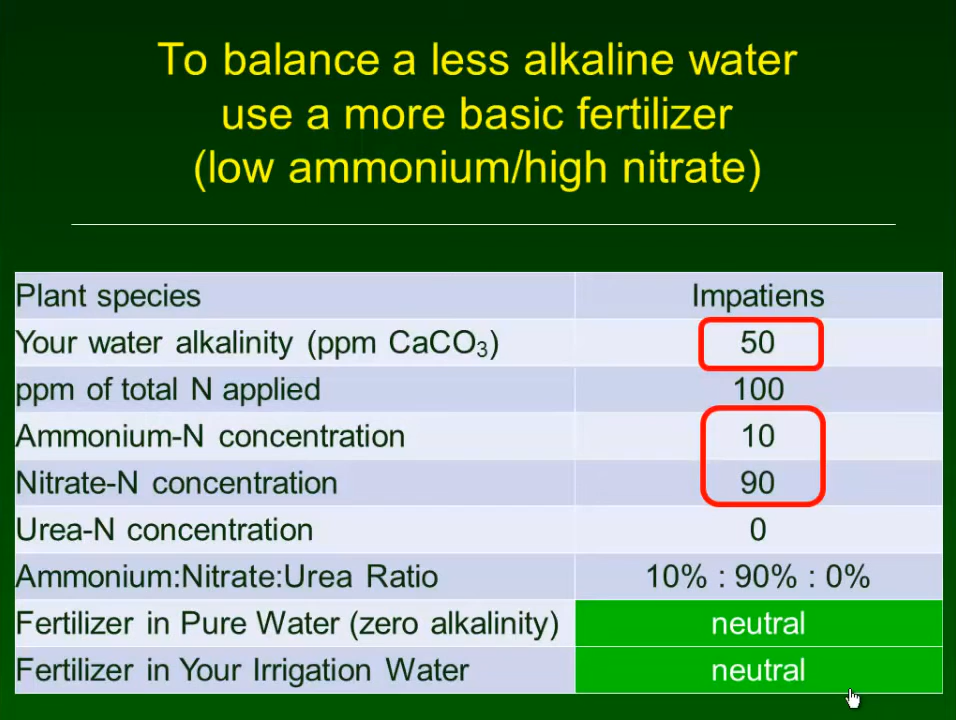 To balance a less alkaline water
use a more basic fertilizer
(low ammonium/high nitrate)
Plant species Impatiens
Your water alkalinity (ppm CaCO₃) 50
ppm of total N applied 100
Ammonium-N concentration 10
Nitrate-N concentration 90
Urea-N concentration 0
Ammonium:Nitrate:Urea Ratio 10% : 90% : 0%
Fertilizer in Pure Water (zero alkalinity) neutral
Fertilizer in Your Irrigation Water neutral